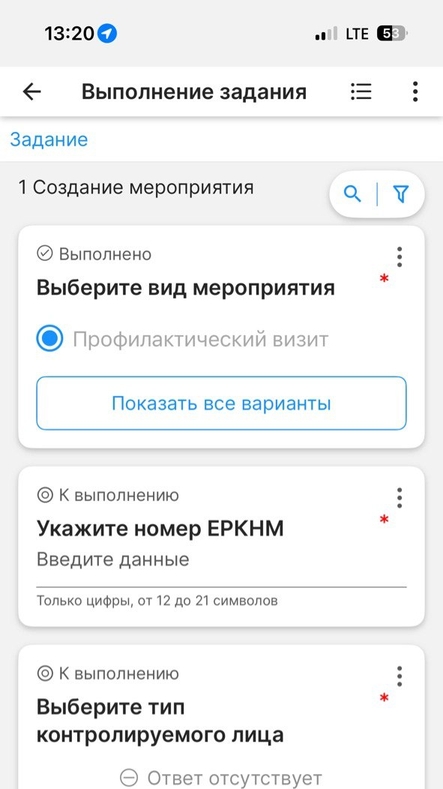 13:20
LTE 53
Выполнение задания
Задание
1 Создание мероприятия
Выполнено
*
Выберите вид мероприятия
Профилактический визит
Показать все варианты
К выполнению
*
Укажите номер ЕРКНМ
Введите данные
Только цифры, от 12 до 21 символов
К выполнению
*
Выберите тип
контролируемого лица
Ответ отсутствует